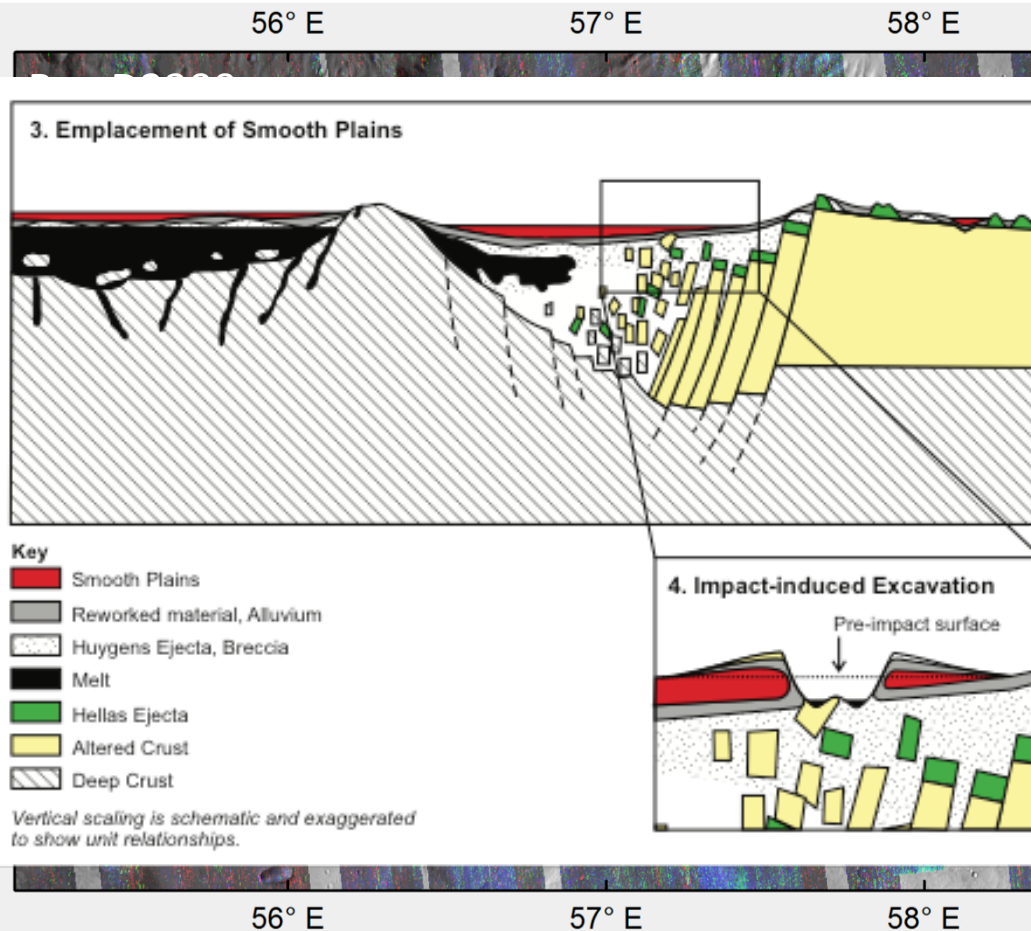 56° E 57° E 58° E
3. Emplacement of Smooth Plains
Key
Smooth Plains
Reworked material, Alluvium
Huygens Ejecta, Breccia
Melt
Hellas Ejecta
Altered Crust
Deep Crust
Vertical scaling is schematic and exaggerated
to show unit relationships.
4. Impact-induced Excavation
Pre-impact surface
56° E 57° E 58° E